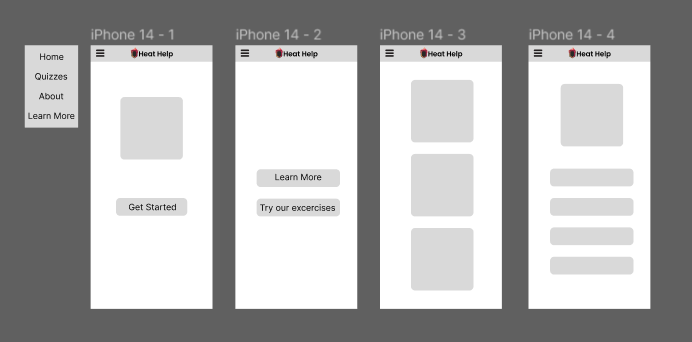 iPhone 14 - 1
iPhone 14 - 2
iPhone 14 - 3
iPhone 14 - 4
Home
Quizzes
About
Learn More
Heat Help
Get Started
Heat Help
Learn More
Try our excercises
Heat Help
Heat Help